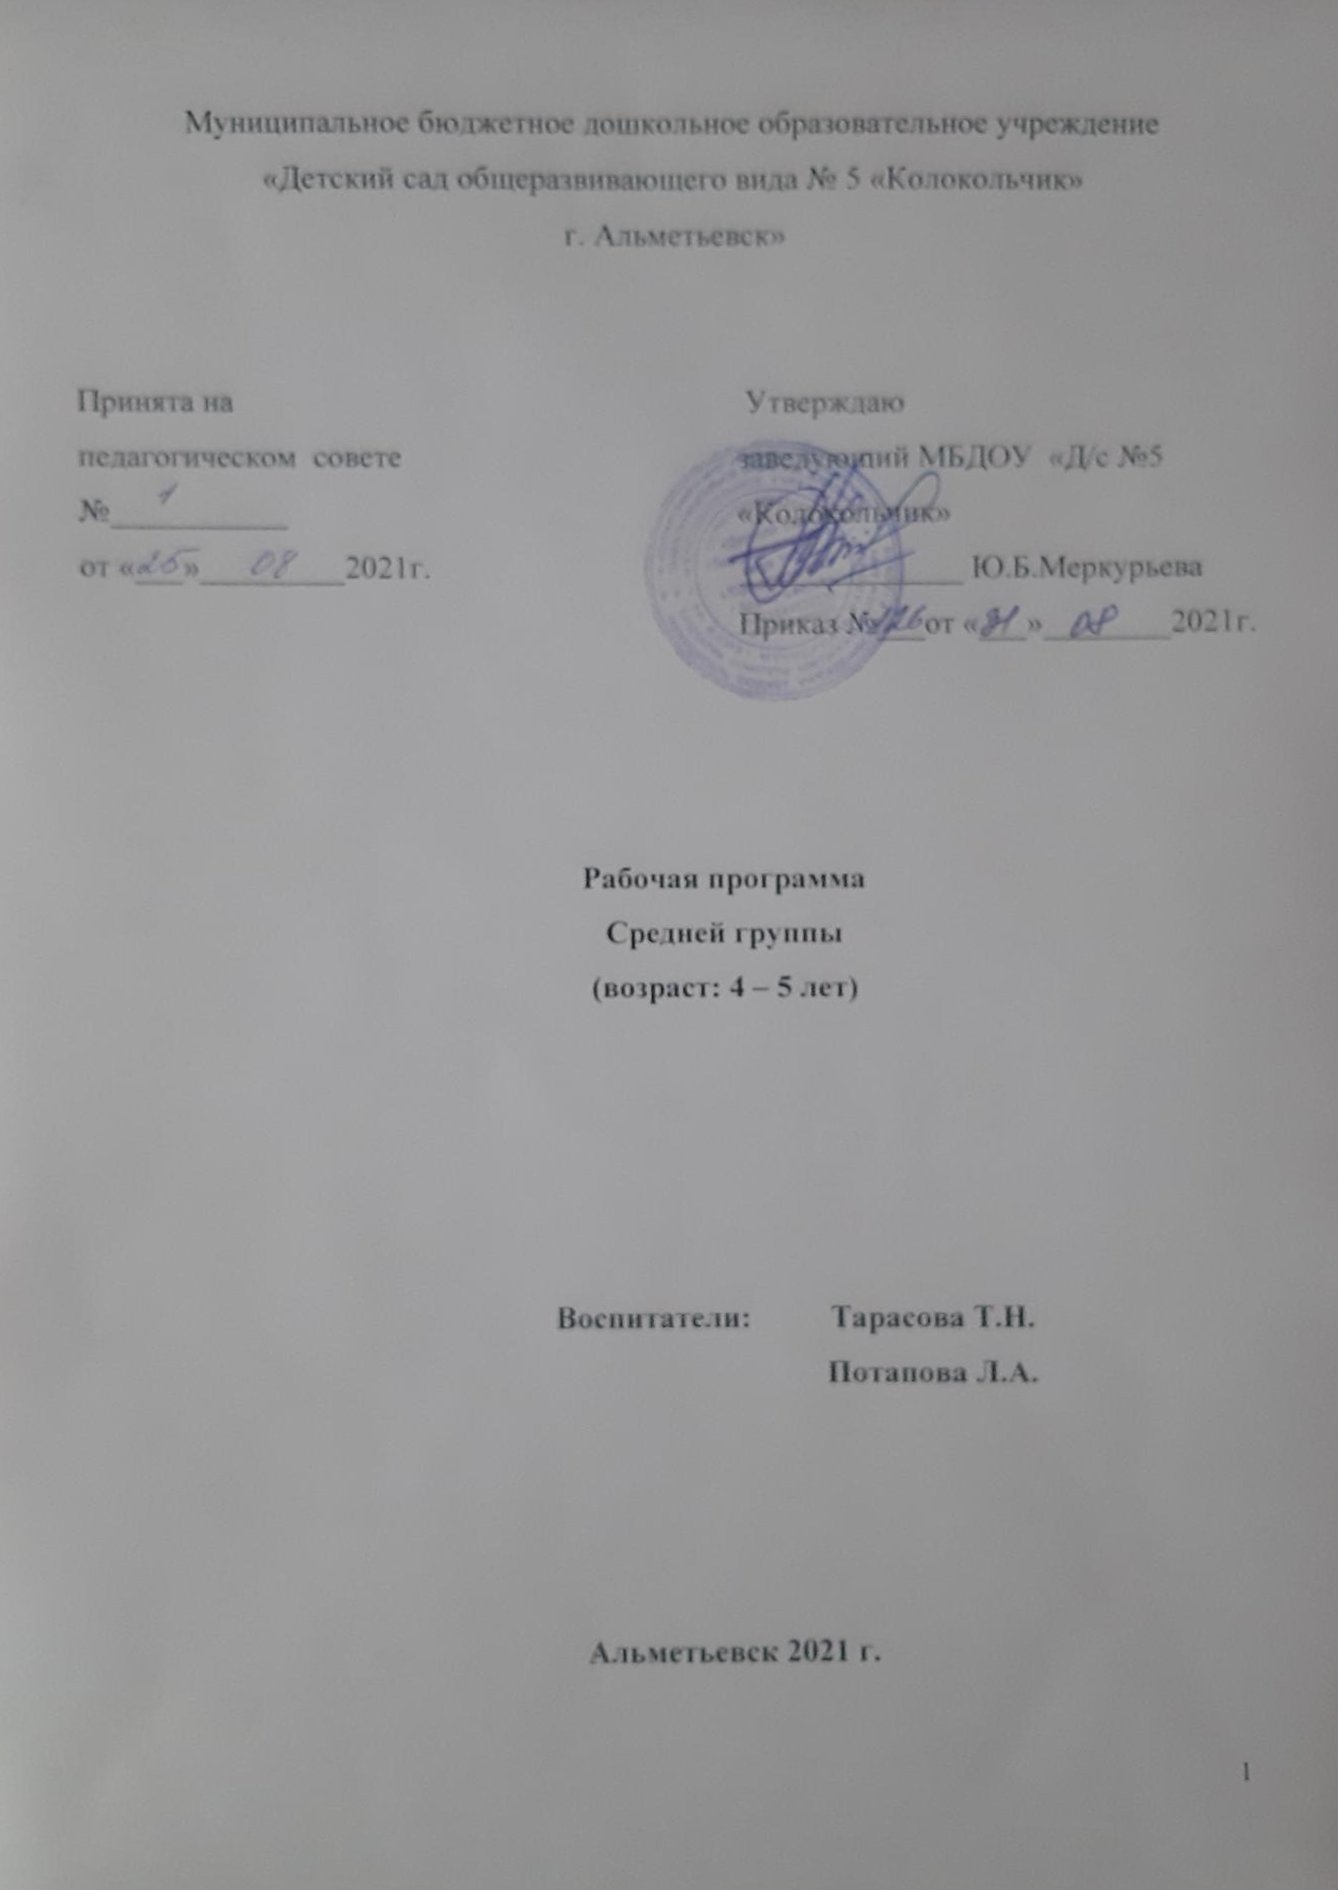 Муниципальное бюджетное дошкольное образовательное учреждение
«Детский сад общеразвивающего вида № 5 «Колокольчик»
г. Альметьевск»
Принята на
педагогическом совете
№ 1
от «25» 08 2021г.
Утверждаю
заведующий МБДОУ «Д/с №5
«Колокольчик»
Ю.Б.Меркурьева
Приказ № от «31» 08 2021г.
Рабочая программа
Средней группы
(возраст: 4 – 5 лет)
Воспитатели: Тарасова Т.Н.
Потапова Л.А.
Альметьевск 2021 г.
1